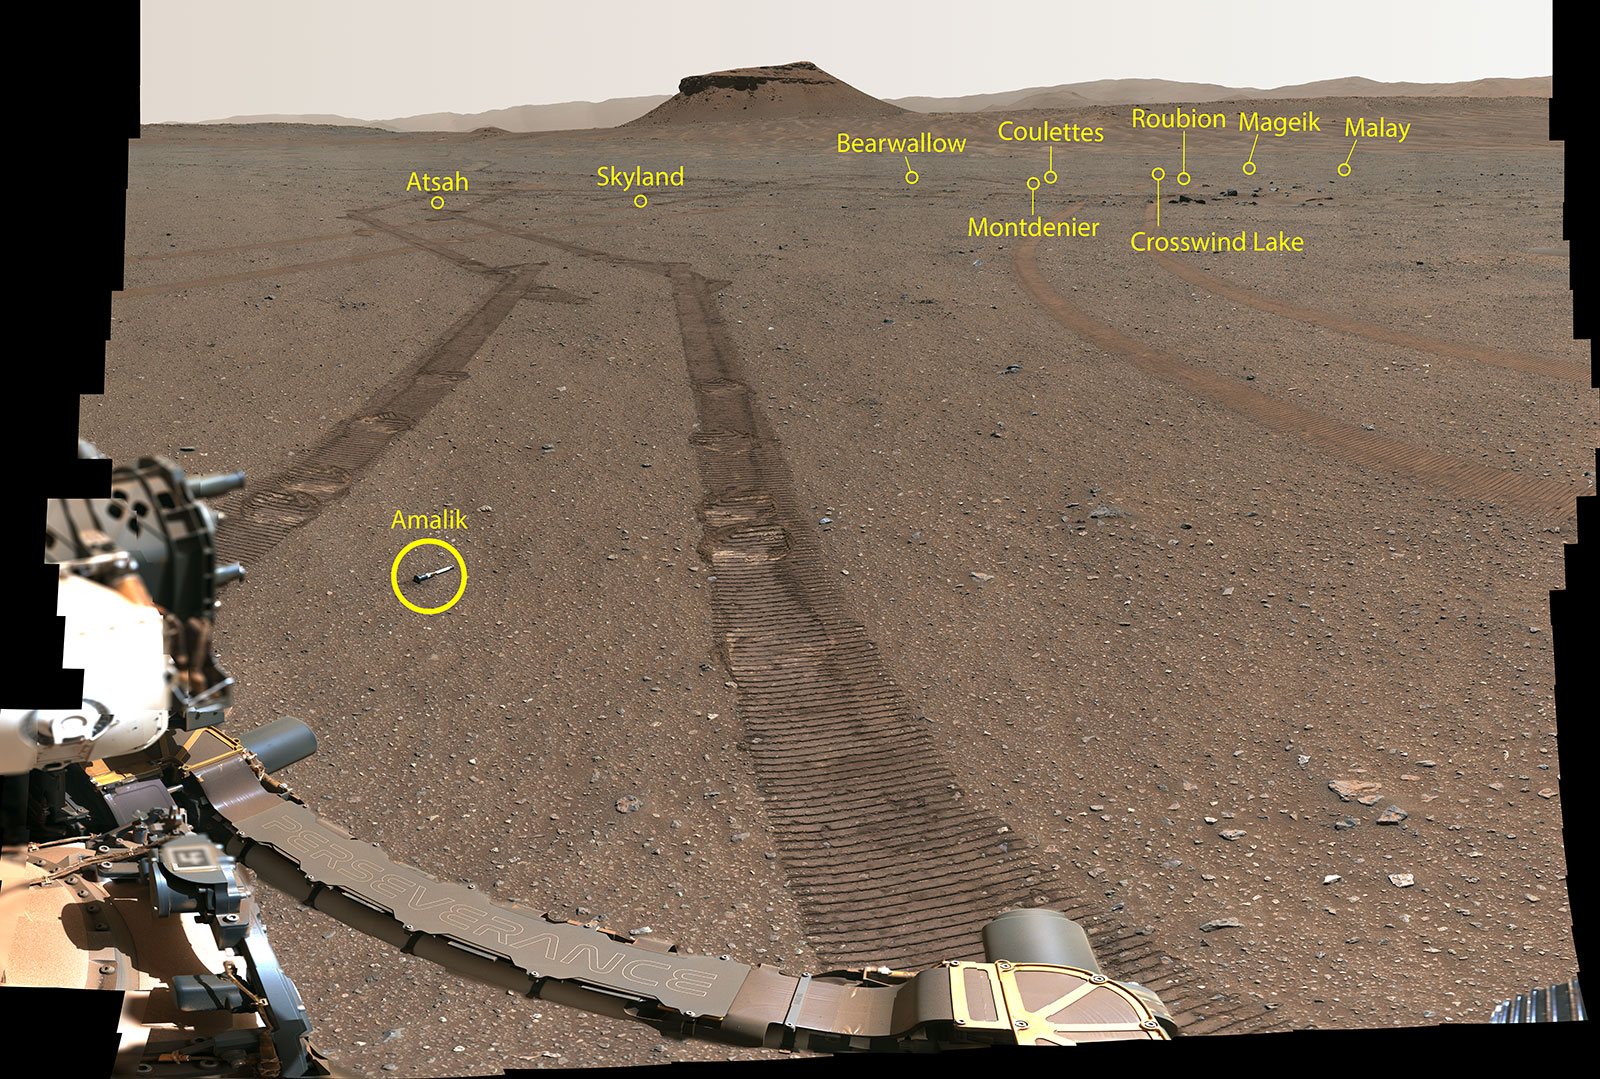 Roubion
Mageik
Malay
Coulettes
Bearwallow
Skyland
Atsah
Montdenier
Crosswind Lake
Amalik
PERSEVERANCE